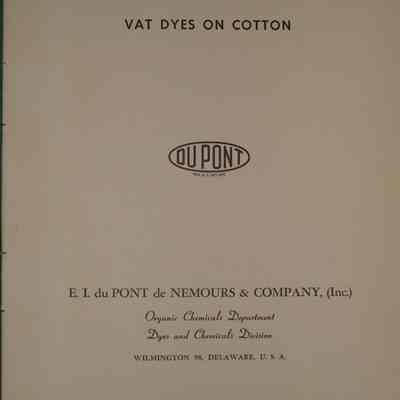 VAT DYES ON COTTON
DU PONT
E. I. du PONT de NEMOURS & COMPANY, (Inc.)
Organic Chemicals Department
Dyes and Chemicals Division
WILMINGTON 98, DELAWARE, U. S. A.